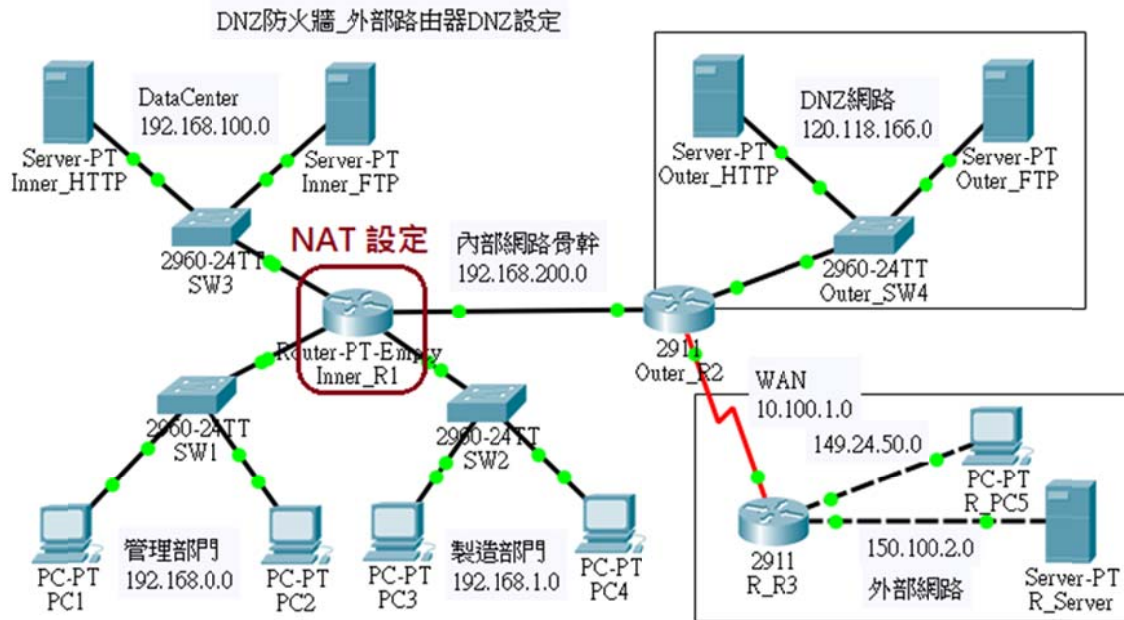 DNZ防火牆_外部路由器DNZ設定
DataCenter
192.168.100.0
Server-PT
Inner_HTTP
Server-PT
Inner_FTP
2960-24TT
SW3
NAT 設定
Router-PT-Empty
Inner_R1
內部網路骨幹
192.168.200.0
DNZ網路
120.118.166.0
Server-PT
Outer_HTTP
Server-PT
Outer_FTP
2960-24TT
Outer_SW4
2911
Outer_R2
2960-24TT
SW1
2960-24TT
SW2
PC-PT
PC1
管理部門
192.168.0.0
PC-PT
PC2
PC-PT
PC3
製造部門
192.168.1.0
PC-PT
PC4
WAN
10.100.1.0
149.24.50.0
PC-PT
R_PC5
2911
R_R3
150.100.2.0
外部網路
Server-PT
R_Server